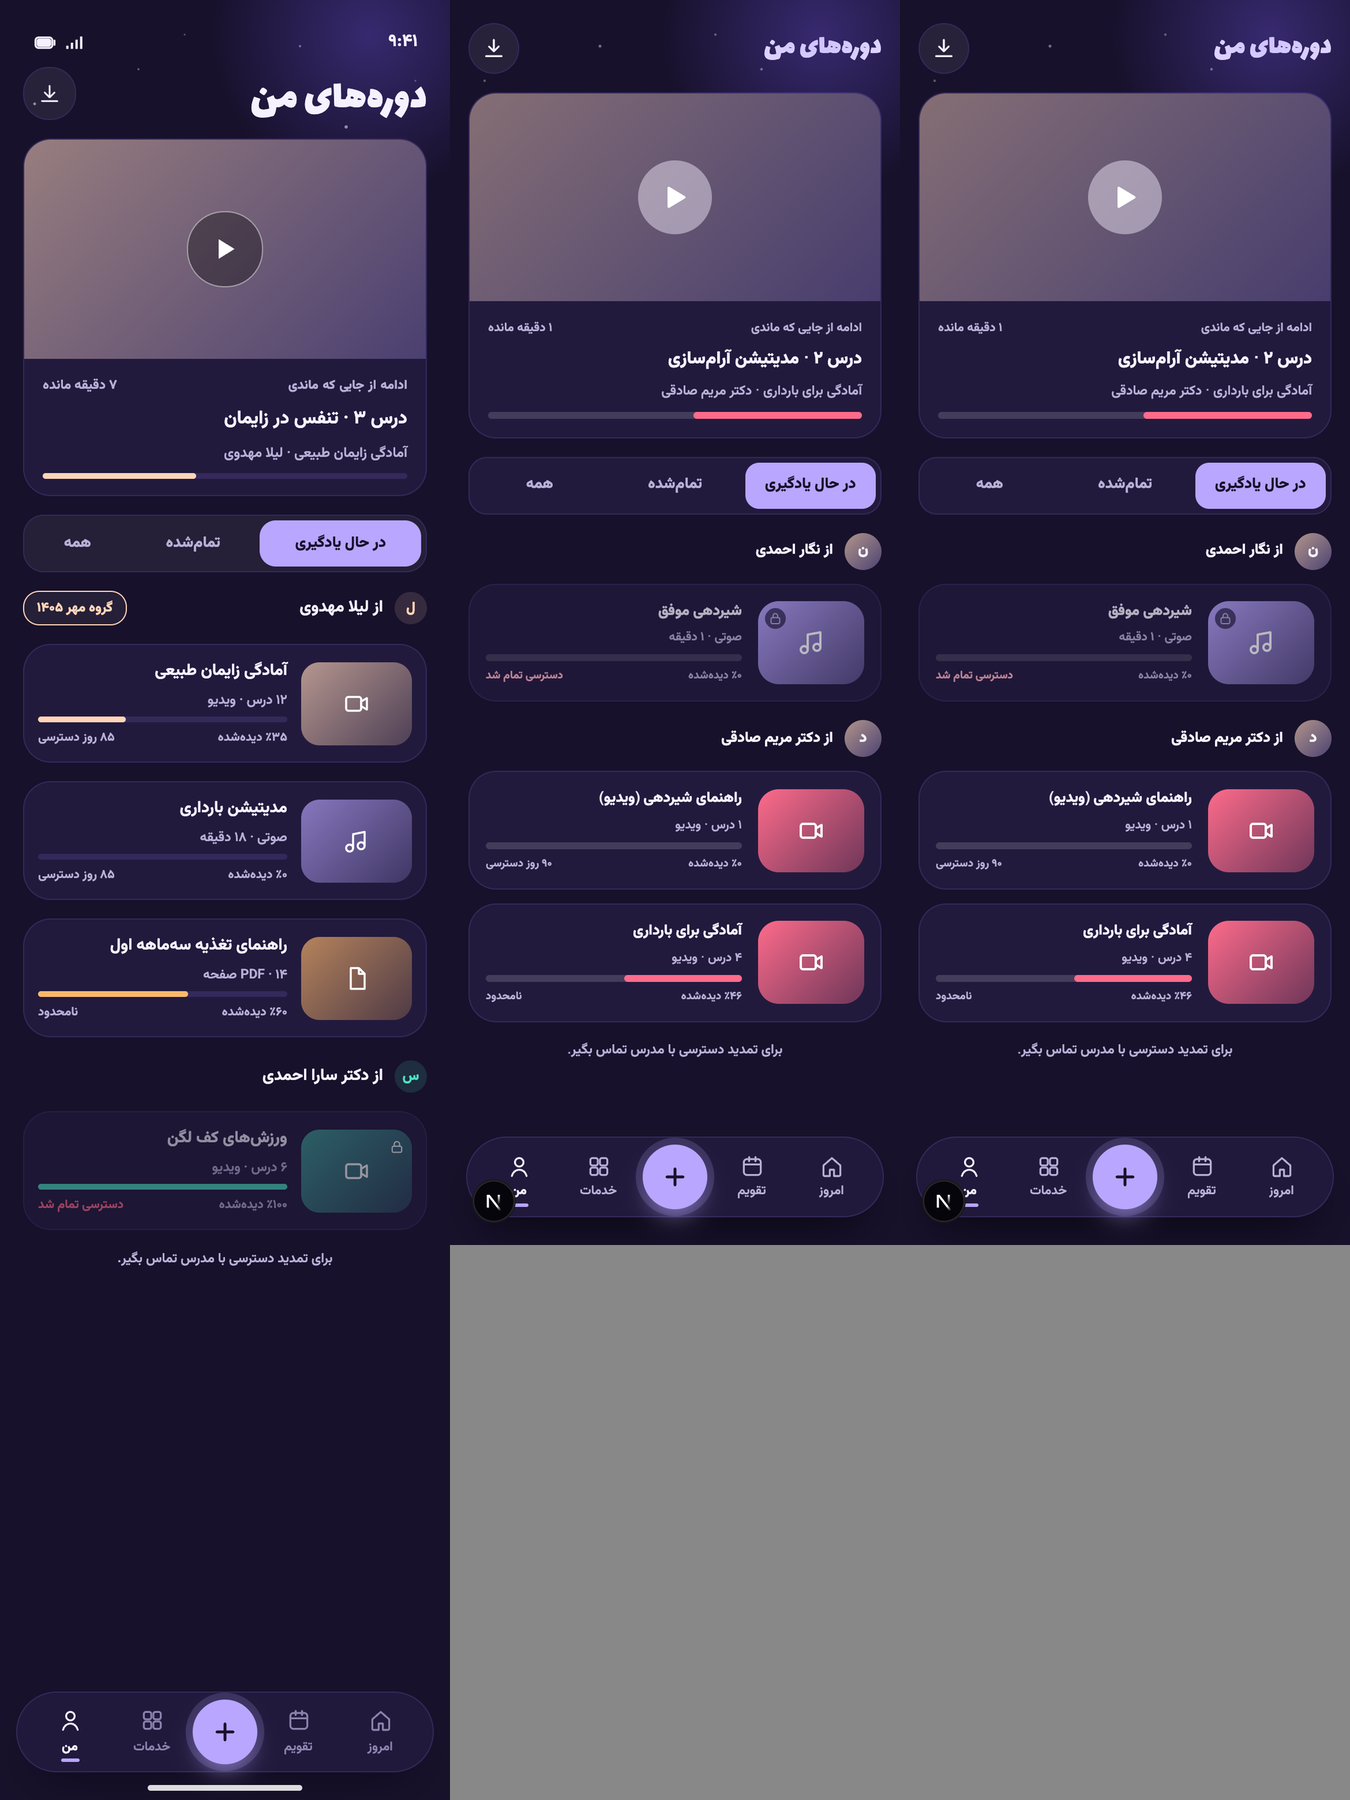 ۹:۴۱
دوره‌های من
ادامه از جایی که ماندی
۷ دقیقه مانده
درس ۳ · تنفس در زایمان
آمادگی زایمان طبیعی · لیلا مهدوی
در حال یادگیری
تمام‌شده
همه
ل
از لیلا مهدوی
گروه مهر ۱۴۰۵
آمادگی زایمان طبیعی
۱۲ درس · ویدیو
٪۳۵ دیده‌شده
۸۵ روز دسترسی
مدیتیشن بارداری
صوتی · ۱۸ دقیقه
٪۰ دیده‌شده
۸۵ روز دسترسی
راهنمای تغذیه سه‌ماهه اول
PDF · ۱۴ صفحه
٪۶۰ دیده‌شده
نامحدود
س
از دکتر سارا احمدی
ورزش‌های کف لگن
۶ درس · ویدیو
٪۱۰۰ دیده‌شده
دسترسی تمام شد
برای تمدید دسترسی با مدرس تماس بگیر.
امروز
تقویم
خدمات
من
دوره‌های من
ادامه از جایی که ماندی
۱ دقیقه مانده
درس ۲ · مدیتیشن آرام‌سازی
آمادگی برای بارداری · دکتر مریم صادقی
در حال یادگیری
تمام‌شده
همه
ن
از نگار احمدی
شیردهی موفق
صوتی · ۱ دقیقه
٪۰ دیده‌شده
دسترسی تمام شد
د
از دکتر مریم صادقی
راهنمای شیردهی (ویدیو)
۱ درس · ویدیو
٪۰ دیده‌شده
۹۰ روز دسترسی
آمادگی برای بارداری
۴ درس · ویدیو
٪۴۶ دیده‌شده
نامحدود
برای تمدید دسترسی با مدرس تماس بگیر.
امروز
تقویم
خدمات
من
N
دوره‌های من
ادامه از جایی که ماندی
۱ دقیقه مانده
درس ۲ · مدیتیشن آرام‌سازی
آمادگی برای بارداری · دکتر مریم صادقی
در حال یادگیری
تمام‌شده
همه
ن
از نگار احمدی
شیردهی موفق
صوتی · ۱ دقیقه
٪۰ دیده‌شده
دسترسی تمام شد
د
از دکتر مریم صادقی
راهنمای شیردهی (ویدیو)
۱ درس · ویدیو
٪۰ دیده‌شده
۹۰ روز دسترسی
آمادگی برای بارداری
۴ درس · ویدیو
٪۴۶ دیده‌شده
نامحدود
برای تمدید دسترسی با مدرس تماس بگیر.
امروز
تقویم
خدمات
من
N